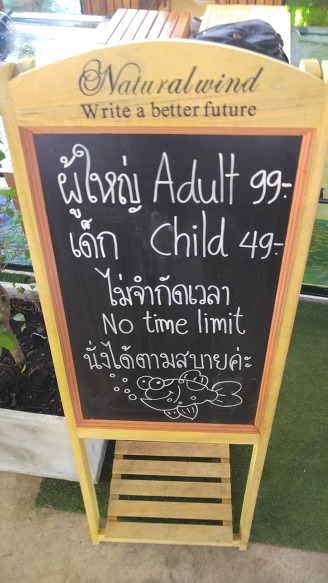 Naturalwind
Write a better future
ผู้ใหญ่ Adult 99.-
เด็ก Child 49.-
ไม่จำกัดเวลา
No time limit
นั่งได้ตามสบายค่ะ